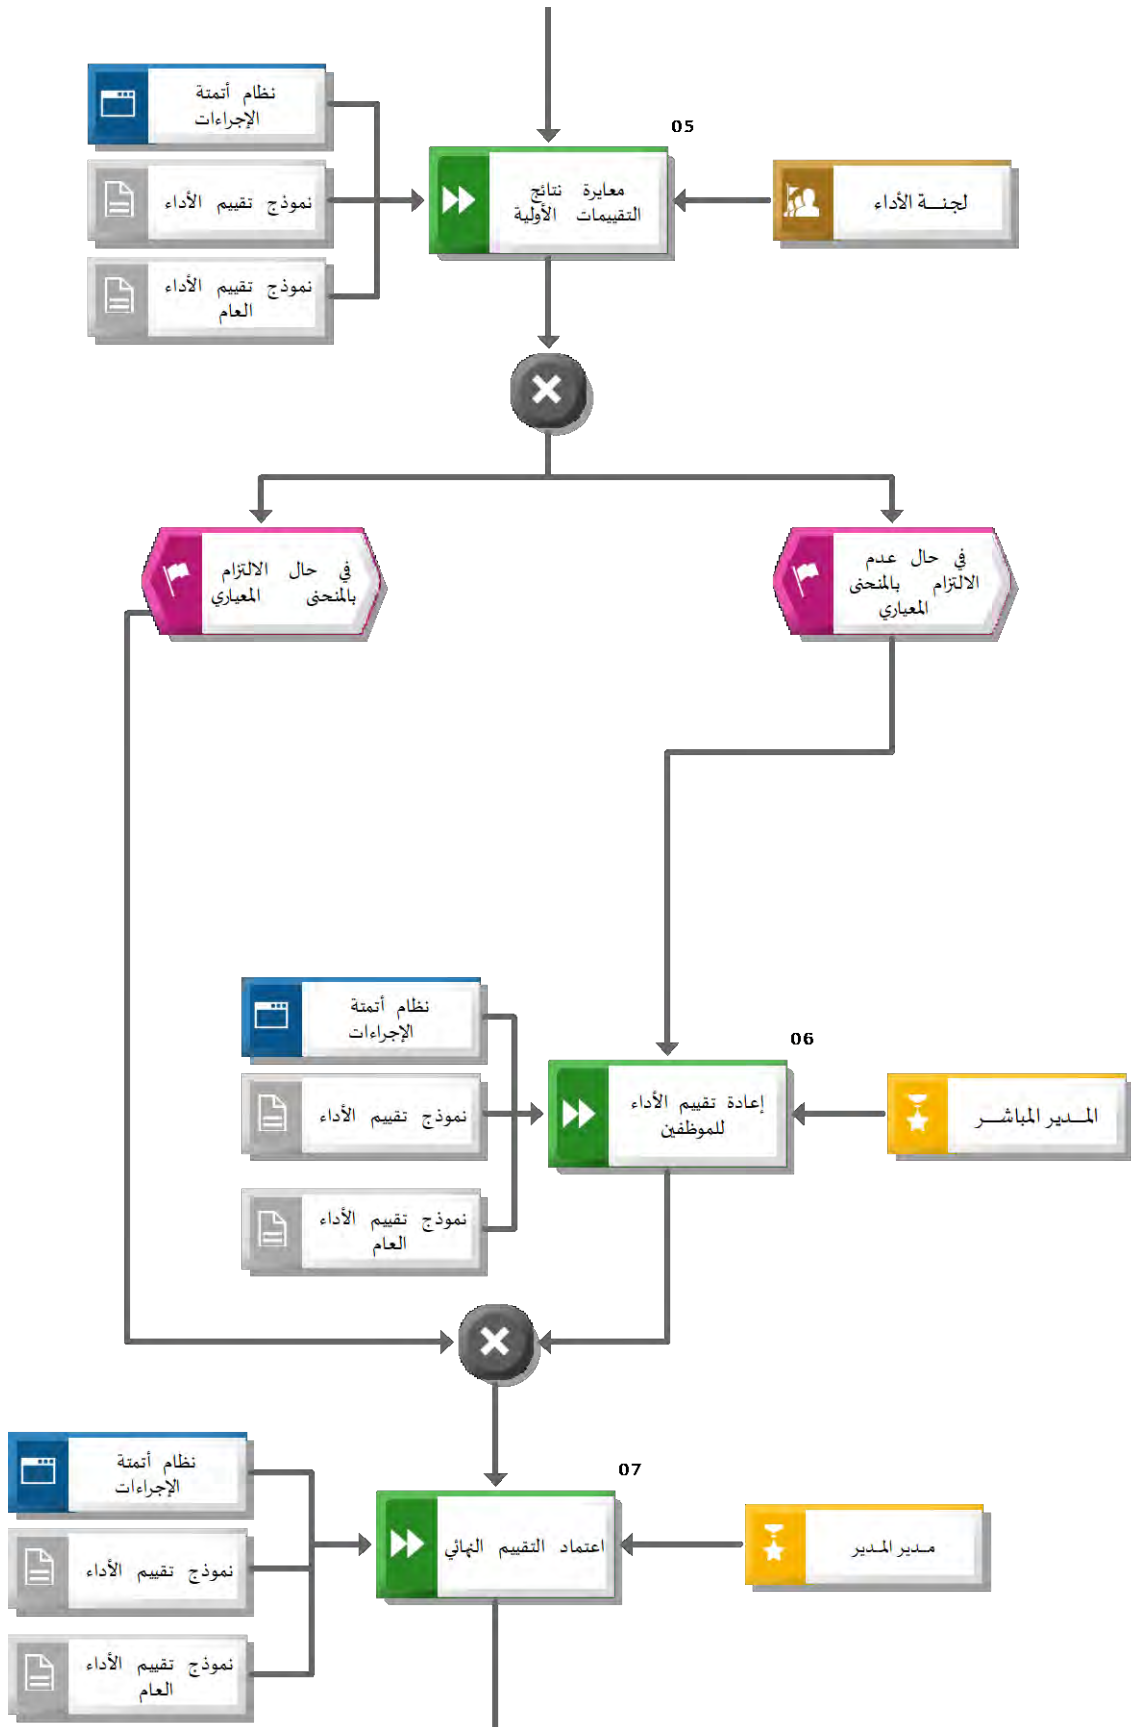 نظام أتمتة
الإجراءات
05
نموذج تقييم الأداء
معايرة نتائج
التقييمات الأولية
لجنــة الأداء
نموذج تقييم الأداء
العام
في حال عدم
الالتزام بالمنحنى
المعياري
في حال الالتزام
بالمنحنى المعياري
نظام أتمتة
الإجراءات
06
نموذج تقييم الأداء
إعادة تقييم الأداء
للموظفين
المــدير المباشــر
نموذج تقييم الأداء
العام
نظام أتمتة
الإجراءات
07
اعتماد التقييم النهائي
مـدير المدير
نموذج تقييم الأداء
نموذج تقييم الأداء
العام